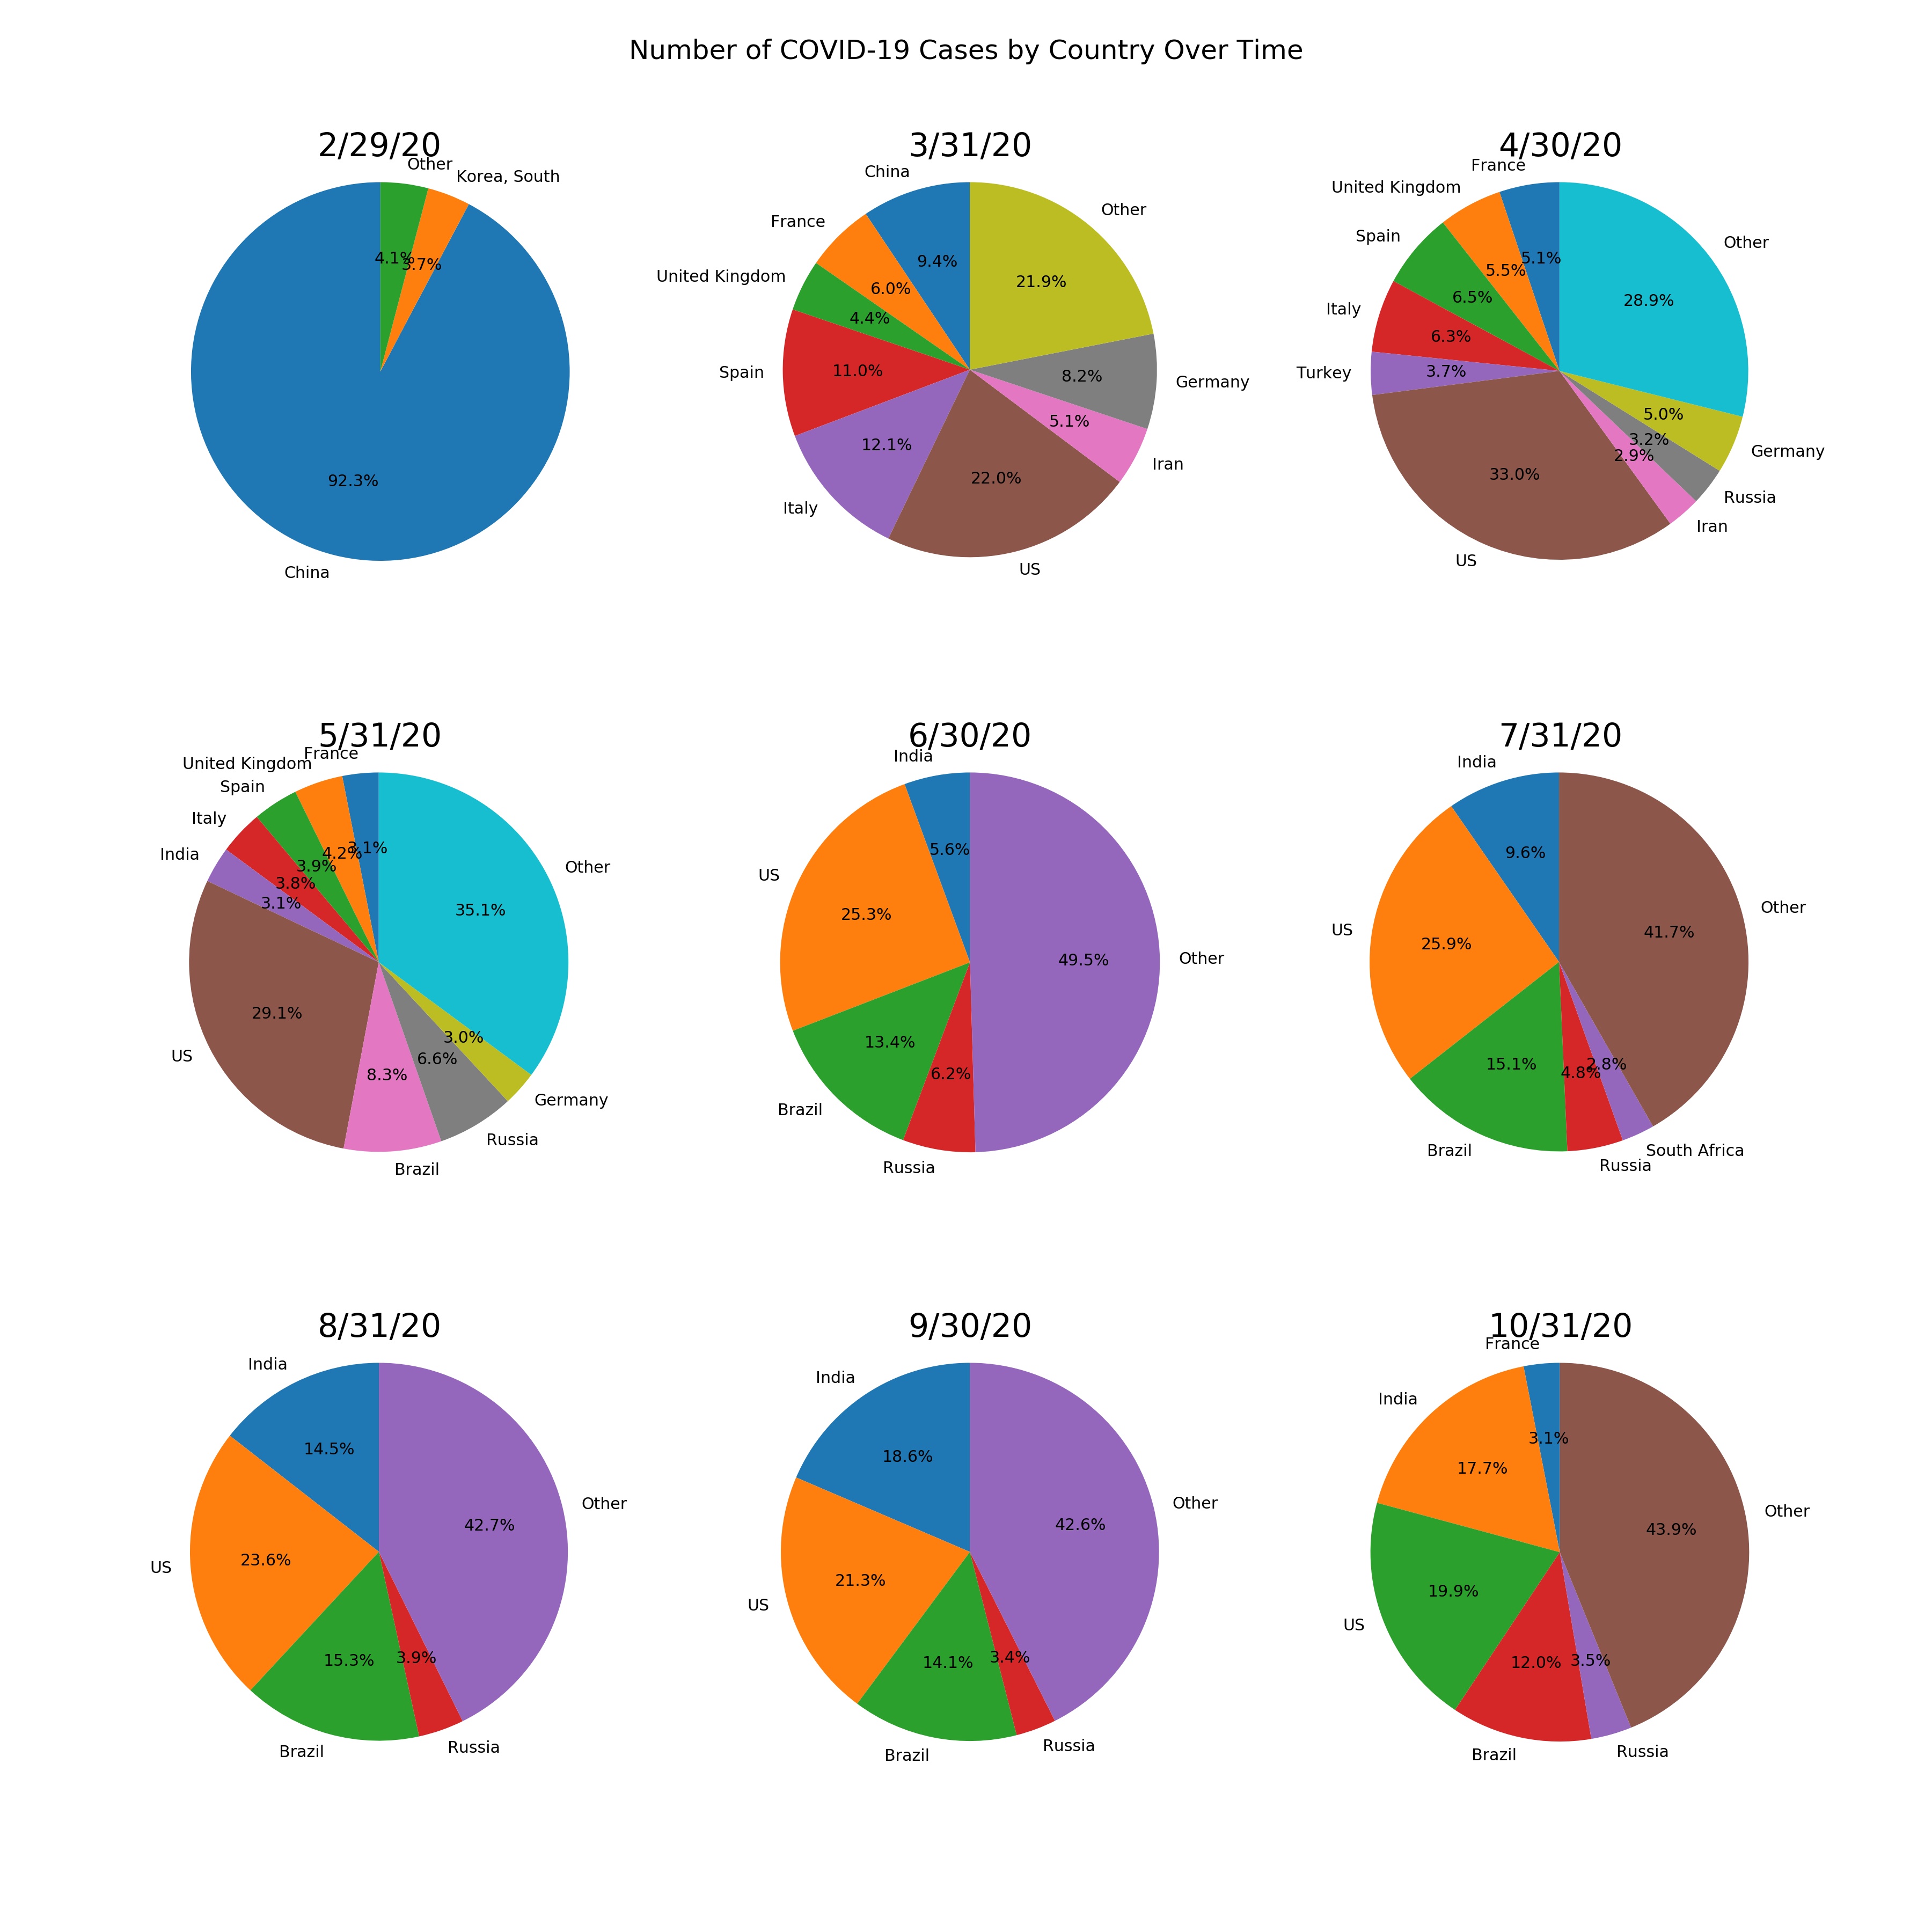 Number of COVID-19 Cases by Country Over Time
2/29/20
Other
Korea, South
4.1%
3.7%
92.3%
China
3/31/20
China
Other
France
United Kingdom
9.4%
21.9%
6.0%
4.4%
Spain
11.0%
8.2%
Germany
5.1%
12.1%
Iran
22.0%
Italy
US
4/30/20
France
United Kingdom
Spain
Other
5.1%
5.5%
6.5%
28.9%
Italy
6.3%
Turkey
3.7%
5.0%
3.2%
2.9%
Germany
33.0%
Russia
Iran
US
5/31/20
France
United Kingdom
Spain
Italy
India
Other
3.1%
4.2%
3.9%
3.8%
3.1%
35.1%
29.1%
3.0%
6.6%
8.3%
US
Germany
Russia
Brazil
6/30/20
India
5.6%
US
25.3%
49.5%
Other
13.4%
6.2%
Brazil
Russia
7/31/20
India
9.6%
Other
US
25.9%
41.7%
15.1%
4.8%
2.8%
Brazil
South Africa
Russia
8/31/20
India
14.5%
Other
42.7%
US
23.6%
15.3%
3.9%
Brazil
Russia
9/30/20
India
18.6%
Other
42.6%
21.3%
US
14.1%
3.4%
Brazil
Russia
10/31/20
France
India
3.1%
17.7%
Other
43.9%
19.9%
US
12.0%
3.5%
Brazil
Russia